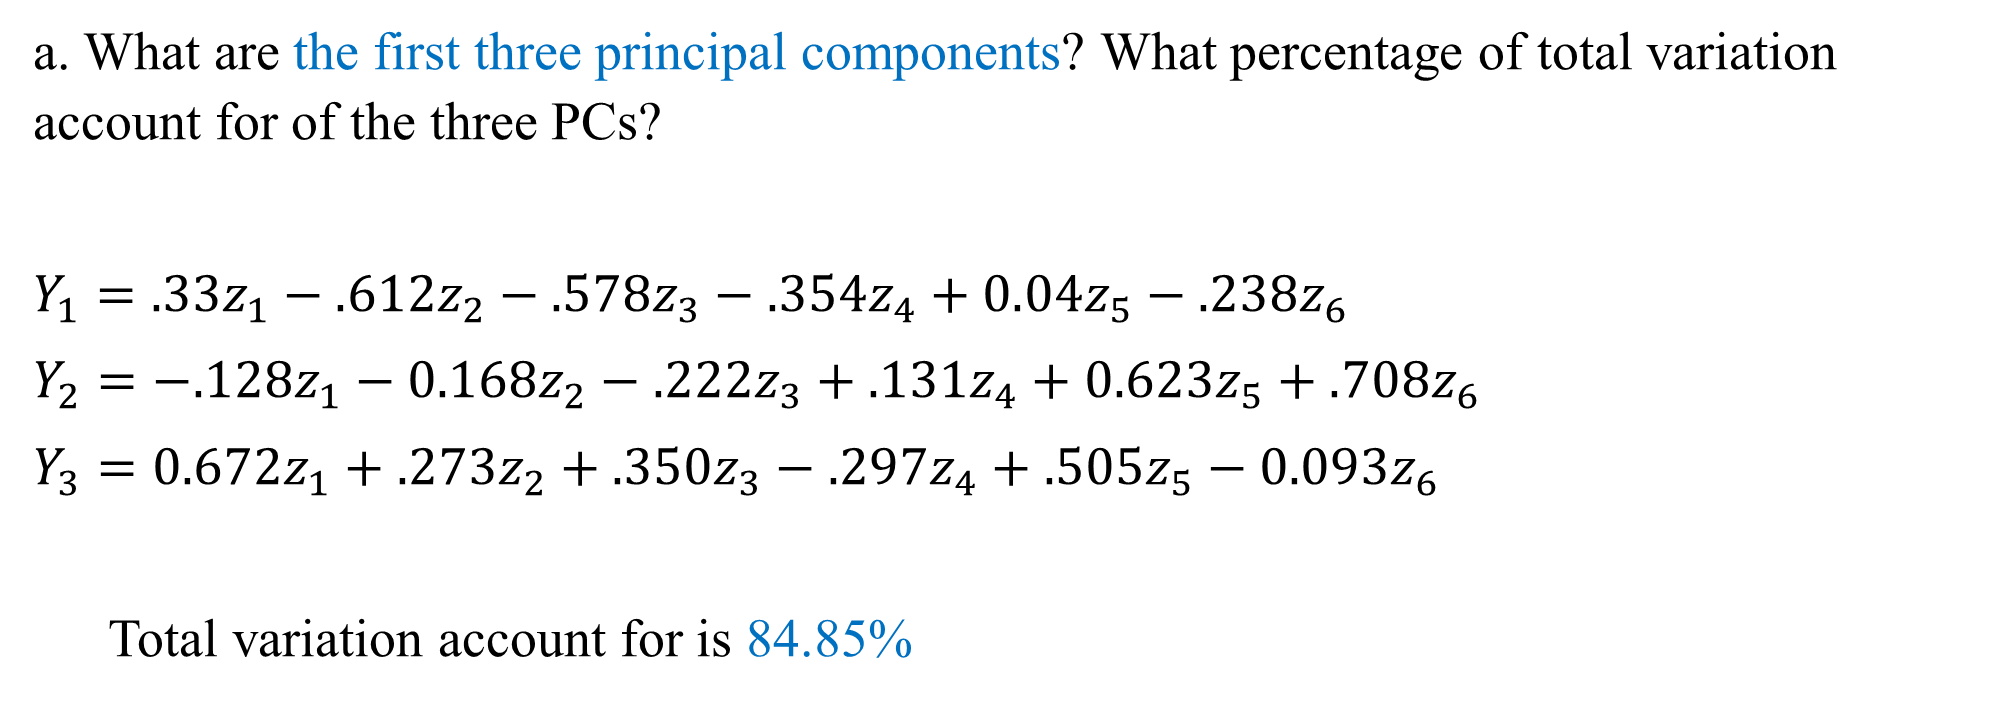 a. What are the first three principal components? What percentage of total variation
account for of the three PCs?
Y₁ = .33z₁ − .612z₂ − .578z₃ − .354z₄ + 0.04z₅ − .238z₆
Y₂ = −.128z₁ − 0.168z₂ − .222z₃ + .131z₄ + 0.623z₅ + .708z₆
Y₃ = 0.672z₁ + .273z₂ + .350z₃ − .297z₄ + .505z₅ − 0.093z₆
Total variation account for is 84.85%